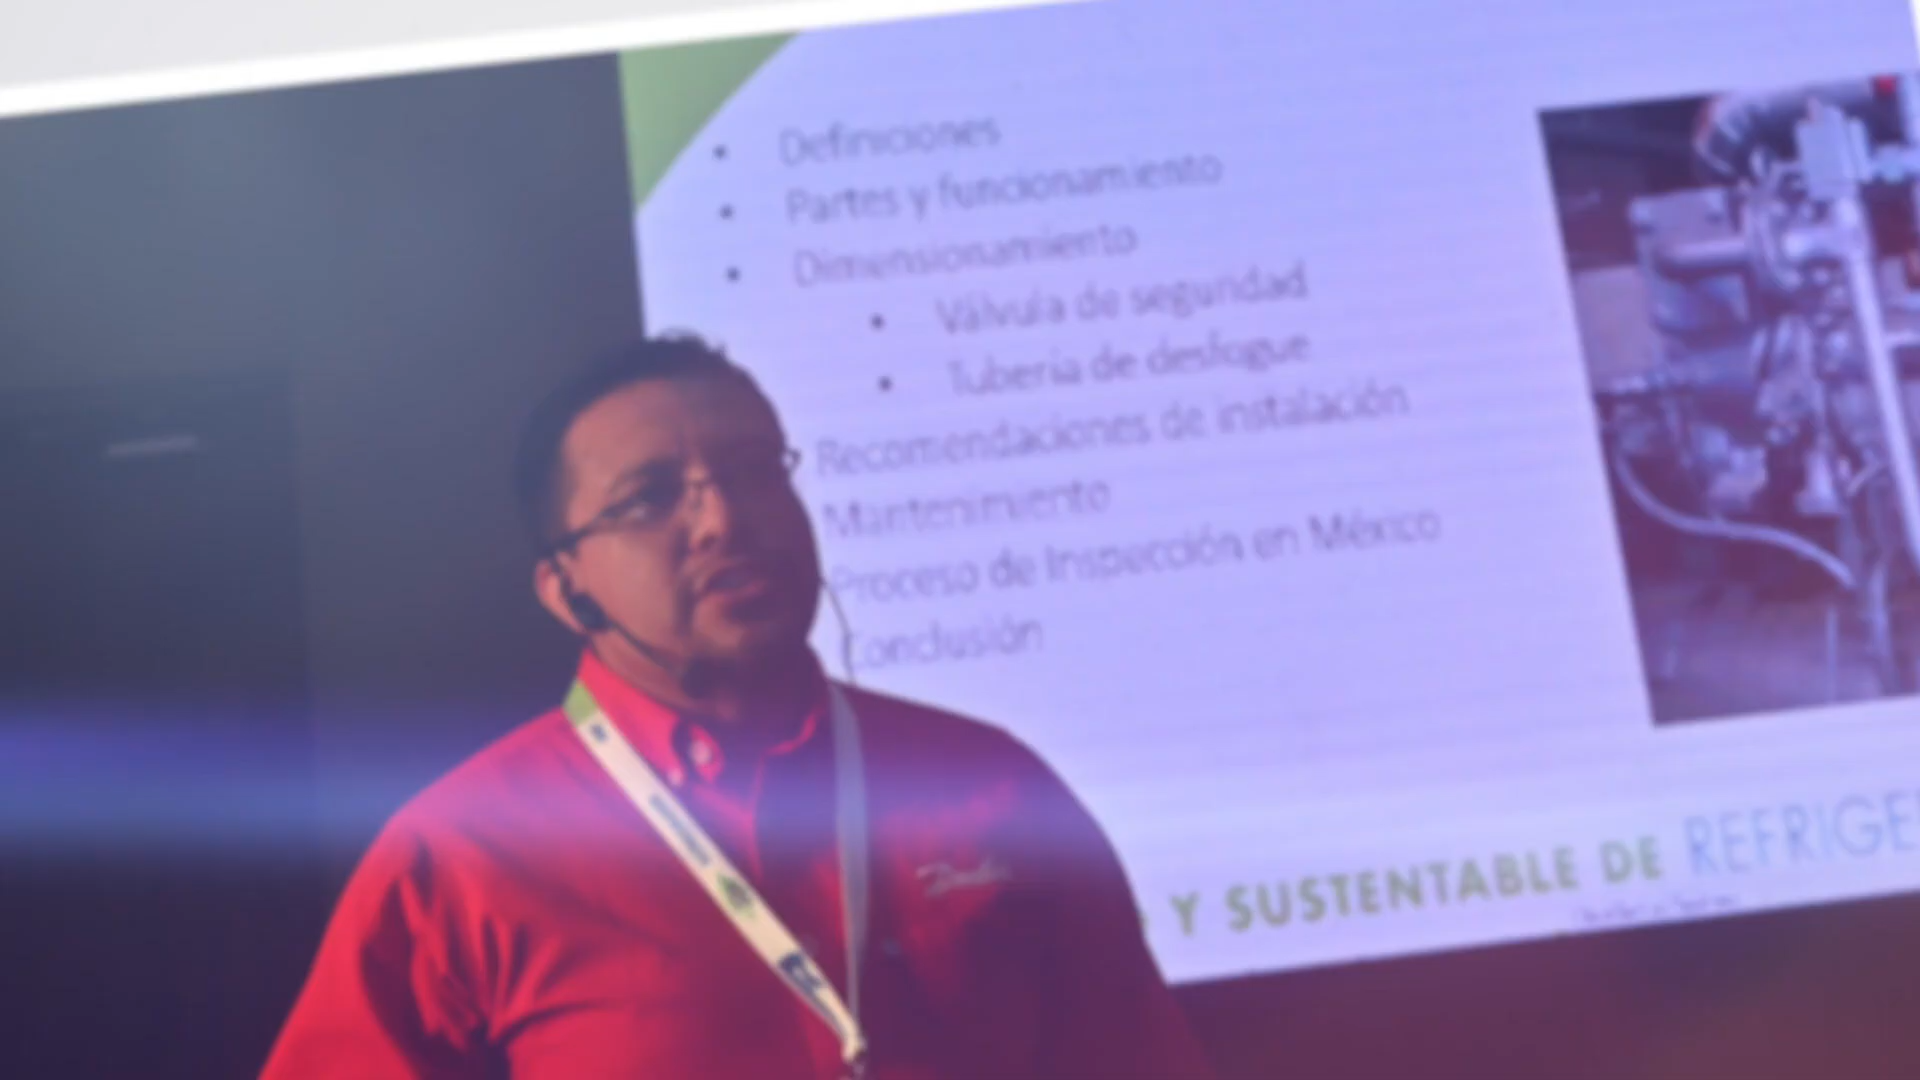 Definiciones
Partes y funcionamiento
Dimensionamiento
Válvula de seguridad
Tubería de desfogue
Recomendaciones de instalación
Mantenimiento
Proceso de Inspección en México
Conclusión
Y SUSTENTABLE DE REFRIGE
Danfoss